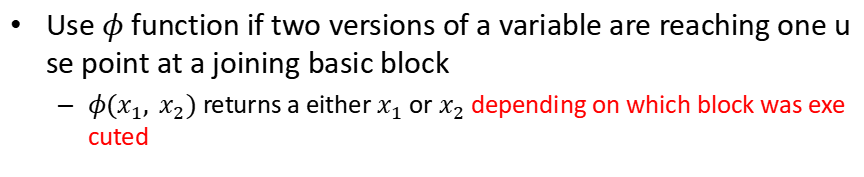 • Use ϕ function if two versions of a variable are reaching one u
se point at a joining basic block
– ϕ(x₁, x₂) returns a either x₁ or x₂ depending on which block was exe
cuted